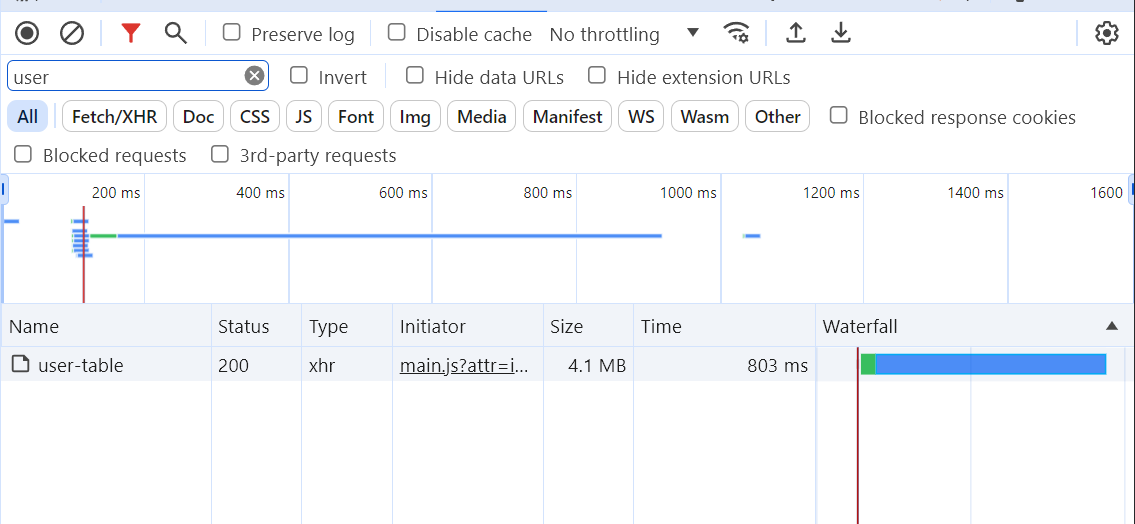 Preserve log Disable cache No throttling
user Invert Hide data URLs Hide extension URLs
All Fetch/XHR Doc CSS JS Font Img Media Manifest WS Wasm Other Blocked response cookies
Blocked requests 3rd-party requests
200 ms 400 ms 600 ms 800 ms 1000 ms 1200 ms 1400 ms 1600
Name Status Type Initiator Size Time Waterfall
user-table 200 xhr main.js?attr=i... 4.1 MB 803 ms